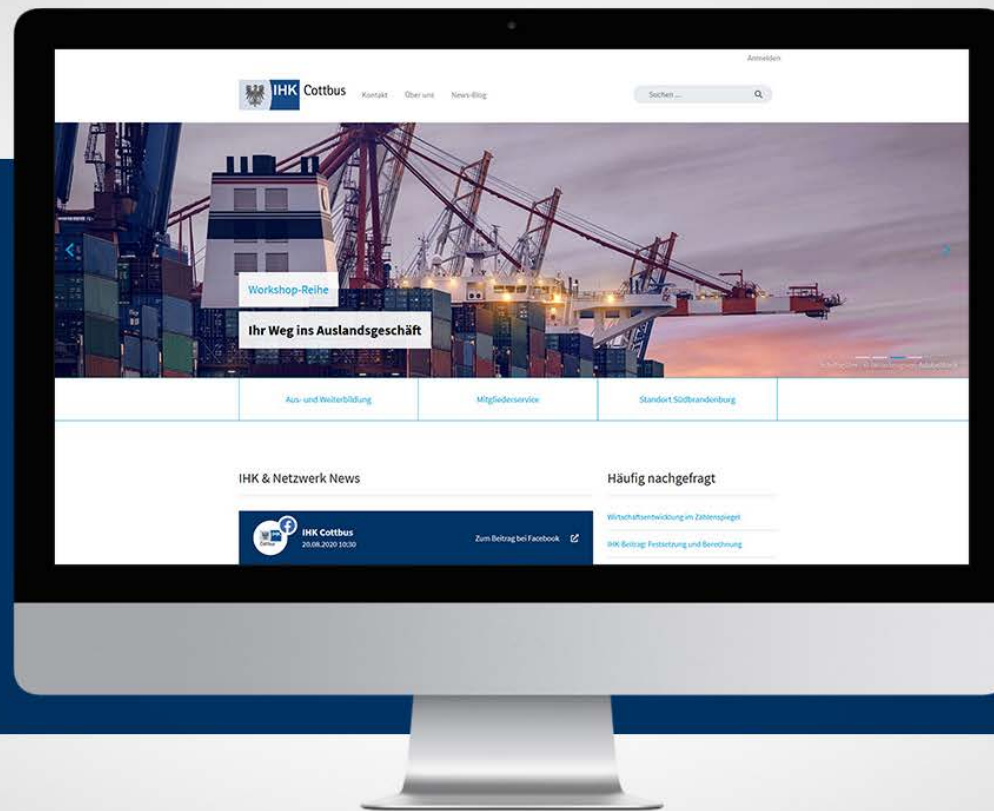 Anmelden
IHK Cottbus
Kontakt Über uns News-Blog
Suchen ...
Workshop-Reihe
Ihr Weg ins Auslandsgeschäft
Aus- und Weiterbildung
Mitgliederservice
Standort Südbrandenburg
IHK & Netzwerk News
Häufig nachgefragt
IHK Cottbus
20.08.2020 10:30
Zum Beitrag bei Facebook
Wirtschaftsentwicklung im Zahlenspiegel
IHK-Beitrag: Festsetzung und Berechnung